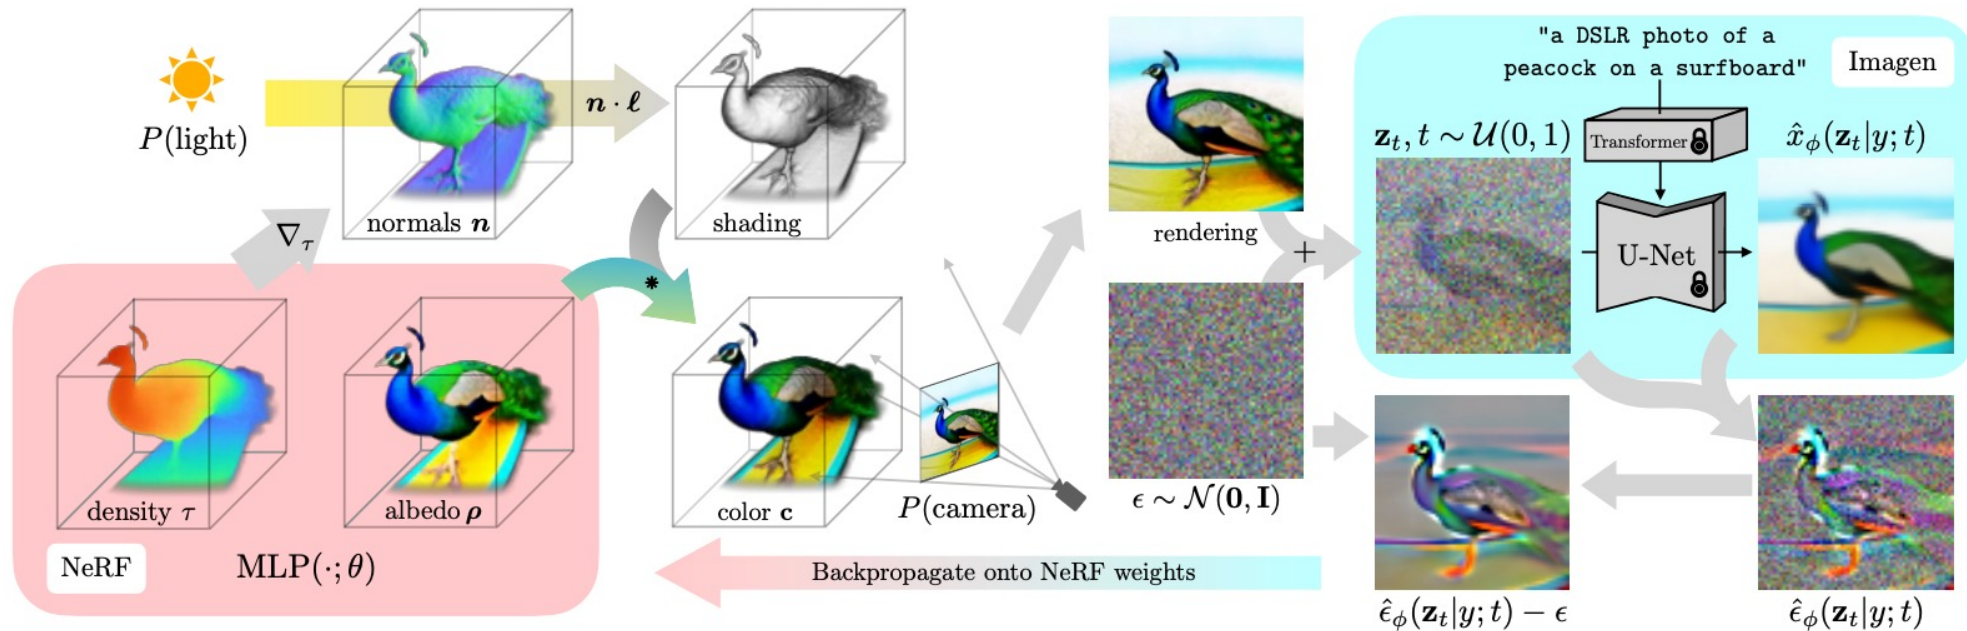 P(light)
n · ℓ
normals n
shading
∇τ
density τ
albedo ρ
NeRF
MLP(·; θ)
*
color c
P(camera)
rendering
+
ϵ ∼ 𝒩(0, I)
Backpropagate onto NeRF weights
"a DSLR photo of a
peacock on a surfboard"
Imagen
z_t, t ∼ 𝒰(0, 1)
Transformer
x̂_ϕ(z_t|y; t)
U-Net
ϵ̂_ϕ(z_t|y; t) − ϵ
ϵ̂_ϕ(z_t|y; t)